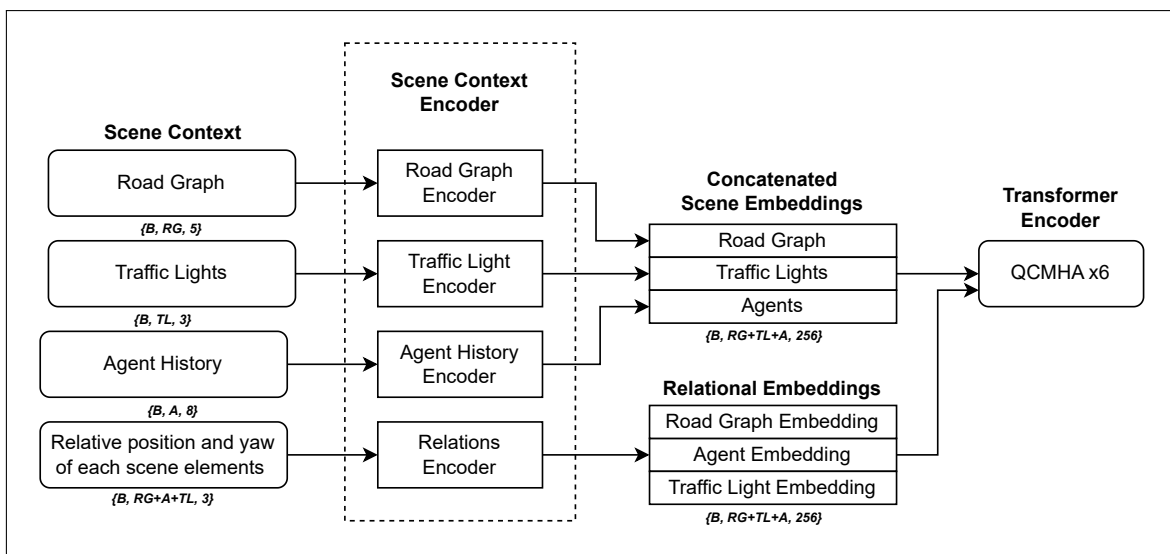 Scene Context
Road Graph
{B, RG, 5}
Traffic Lights
{B, TL, 3}
Agent History
{B, A, 8}
Relative position and yaw
of each scene elements
{B, RG+A+TL, 3}
Scene Context
Encoder
Road Graph
Encoder
Traffic Light
Encoder
Agent History
Encoder
Relations
Encoder
Concatenated
Scene Embeddings
Road Graph
Traffic Lights
Agents
{B, RG+TL+A, 256}
Relational Embeddings
Road Graph Embedding
Agent Embedding
Traffic Light Embedding
{B, RG+TL+A, 256}
Transformer
Encoder
QCMHA x6